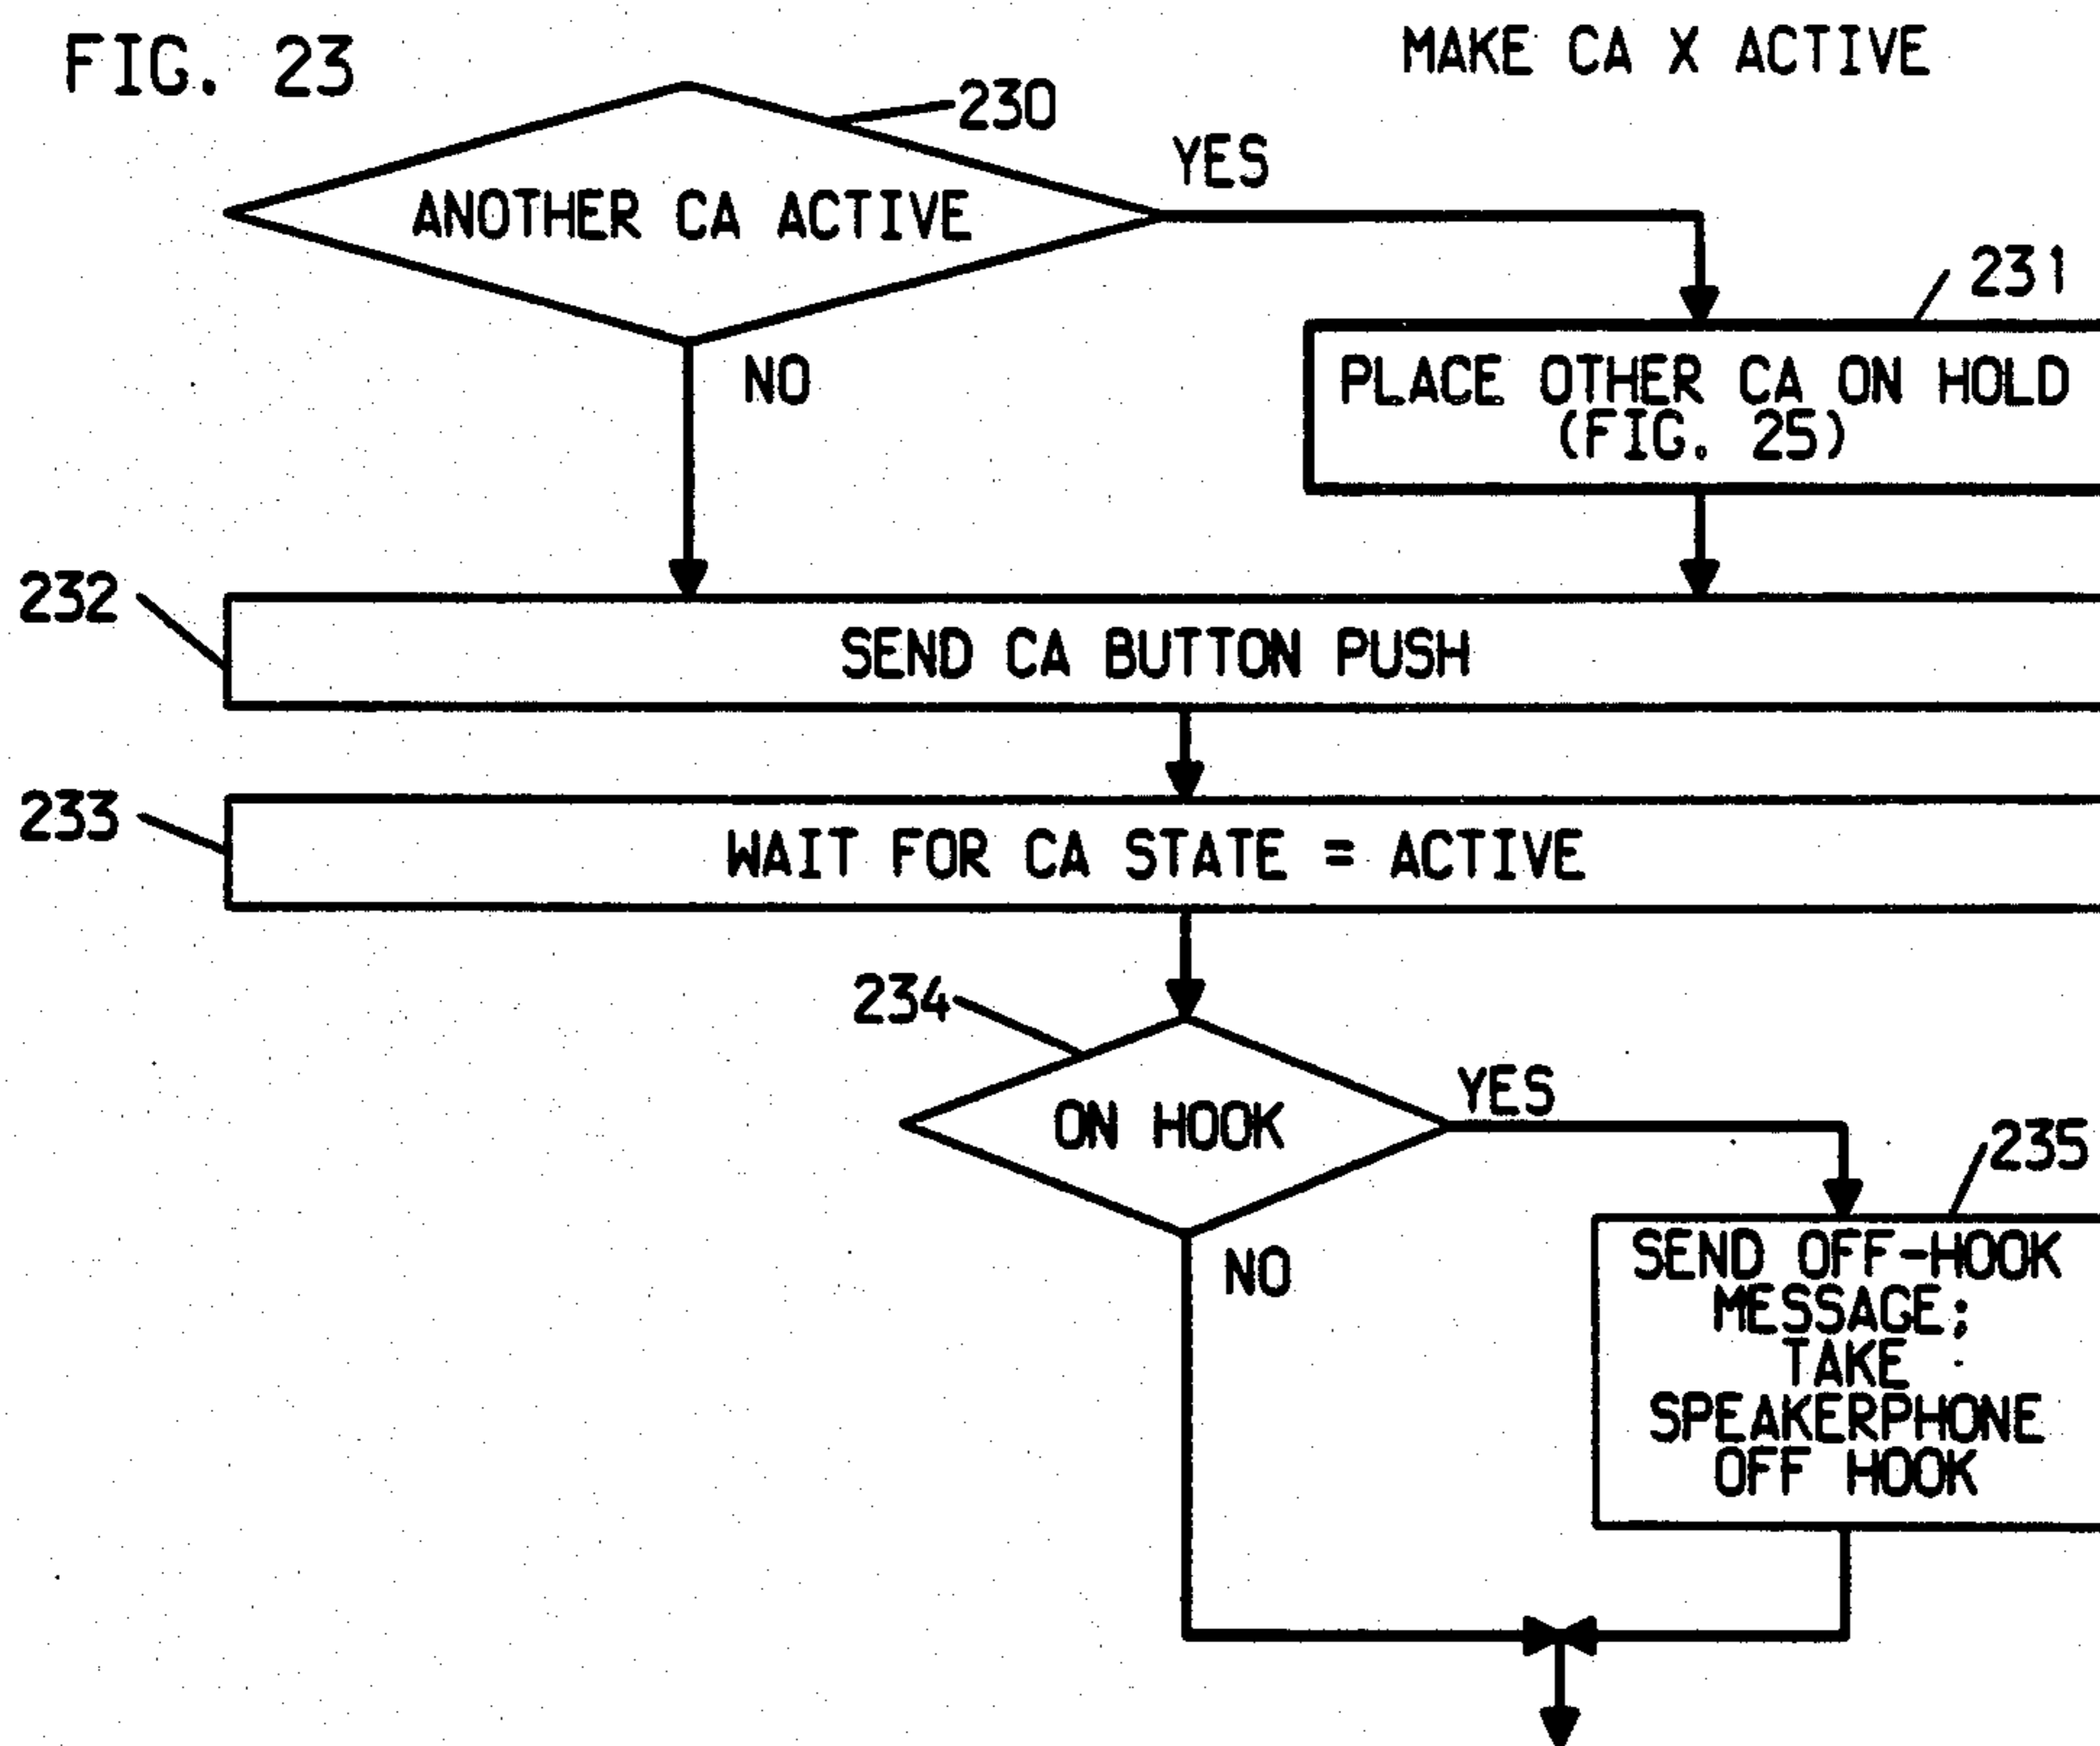 FIG. 23
MAKE CA X ACTIVE
230
ANOTHER CA ACTIVE
YES
NO
231
PLACE OTHER CA ON HOLD
(FIG. 25)
232
SEND CA BUTTON PUSH
233
WAIT FOR CA STATE = ACTIVE
234
ON HOOK
YES
NO
235
SEND OFF-HOOK
MESSAGE;
TAKE
SPEAKERPHONE
OFF HOOK